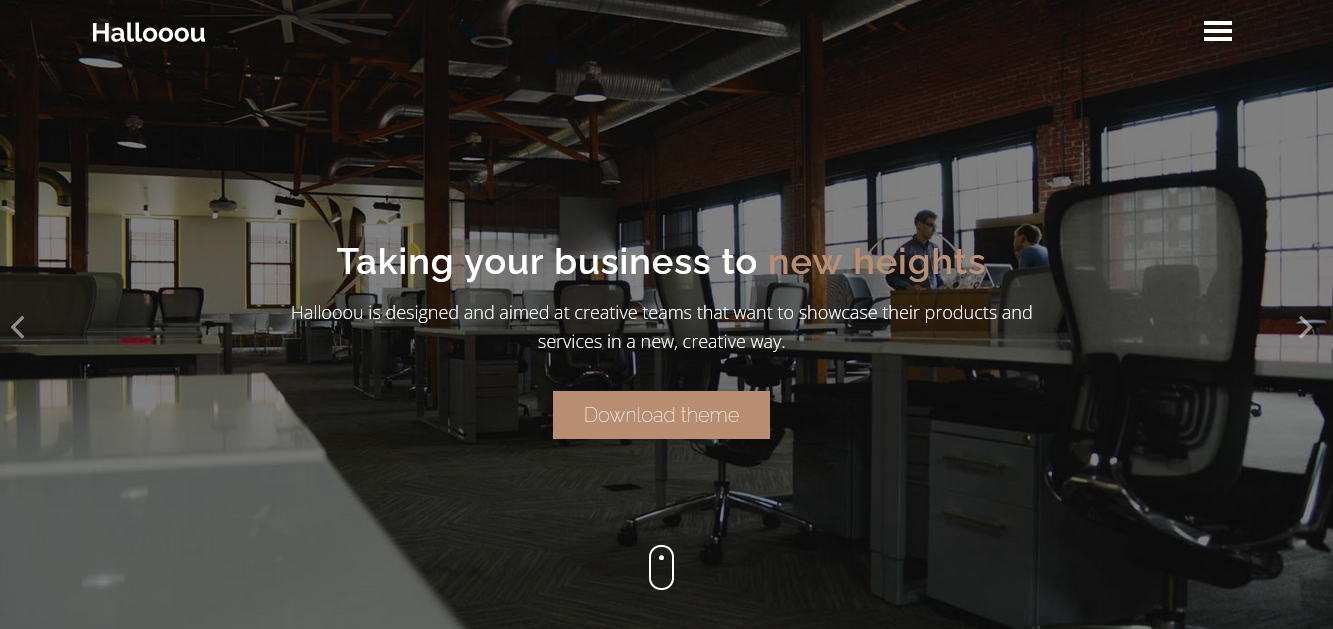 Hallooou
Taking your business to new heights
Hallooou is designed and aimed at creative teams that want to showcase their products and
services in a new, creative way.
Download theme